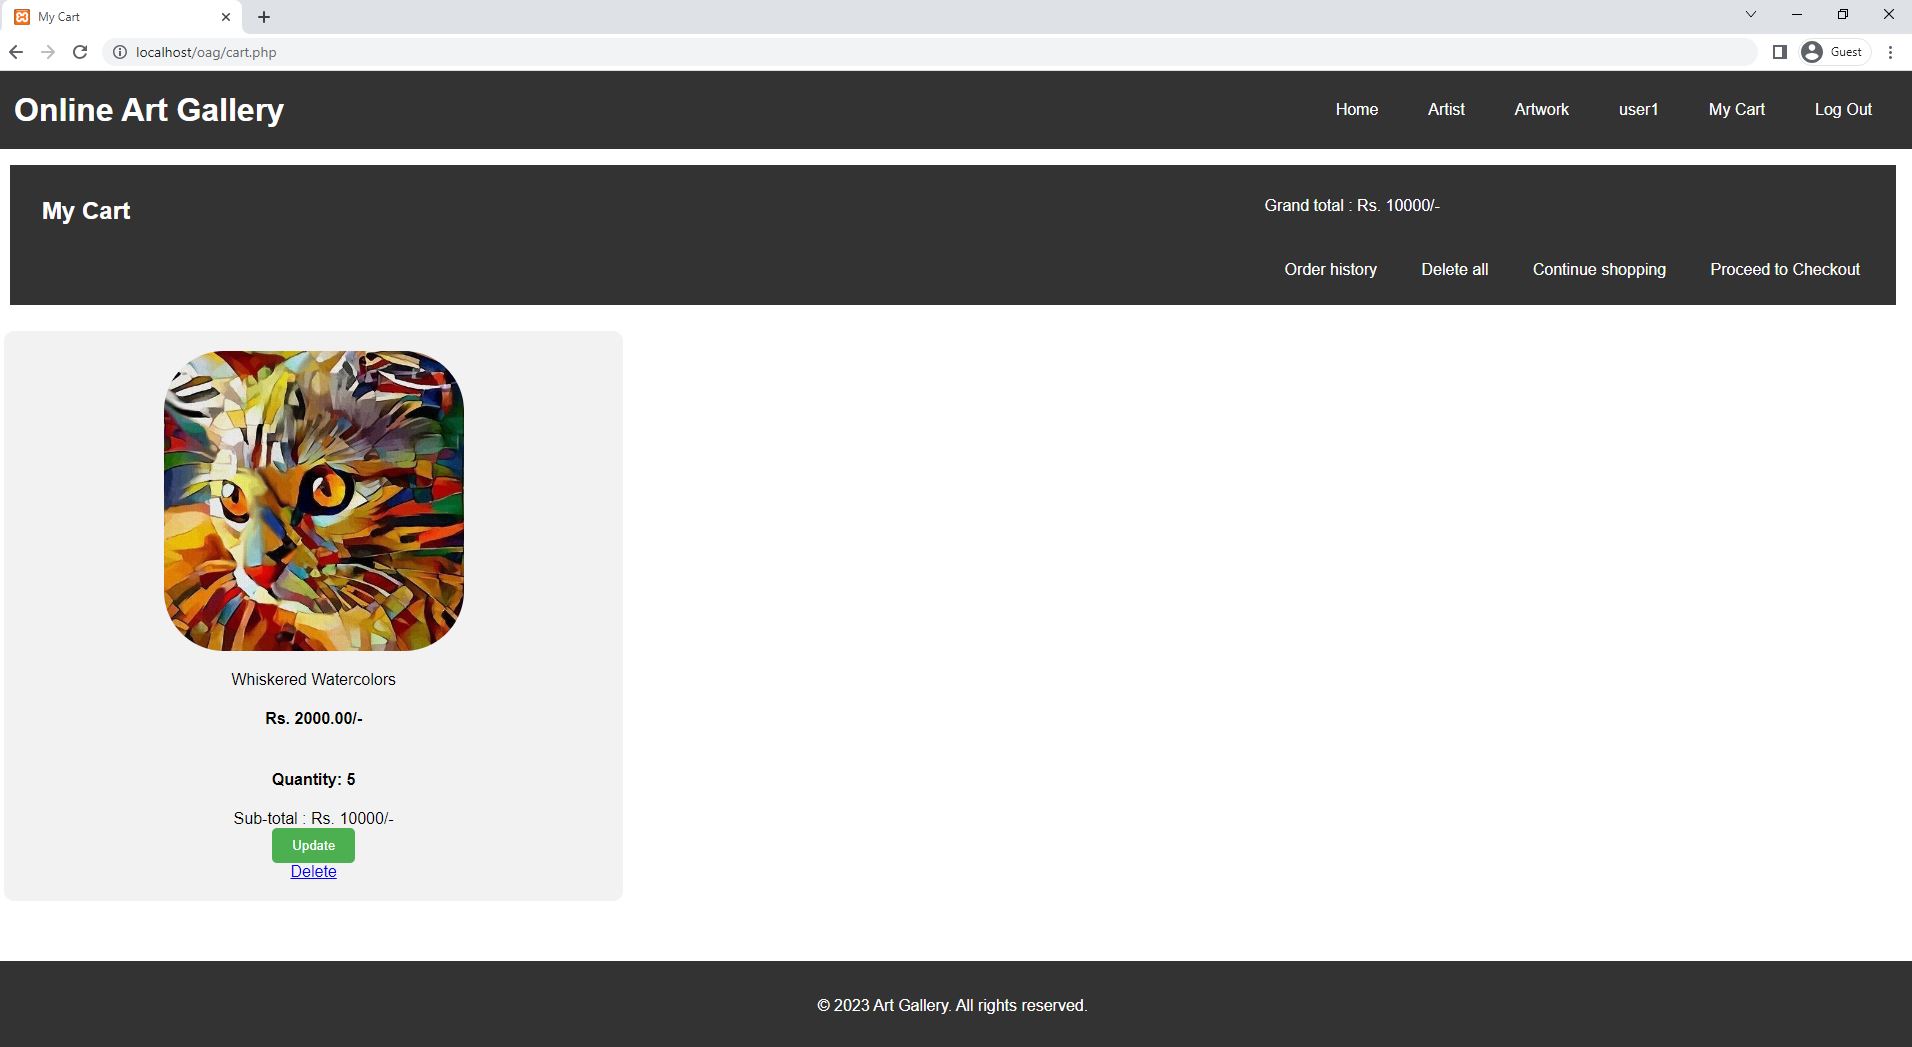 My Cart
localhost/oag/cart.php
Guest
Online Art Gallery
Home Artist Artwork user1 My Cart Log Out
My Cart
Grand total : Rs. 10000/-
Order history Delete all Continue shopping Proceed to Checkout
Whiskered Watercolors
Rs. 2000.00/-
Quantity: 5
Sub-total : Rs. 10000/-
Update
Delete
© 2023 Art Gallery. All rights reserved.